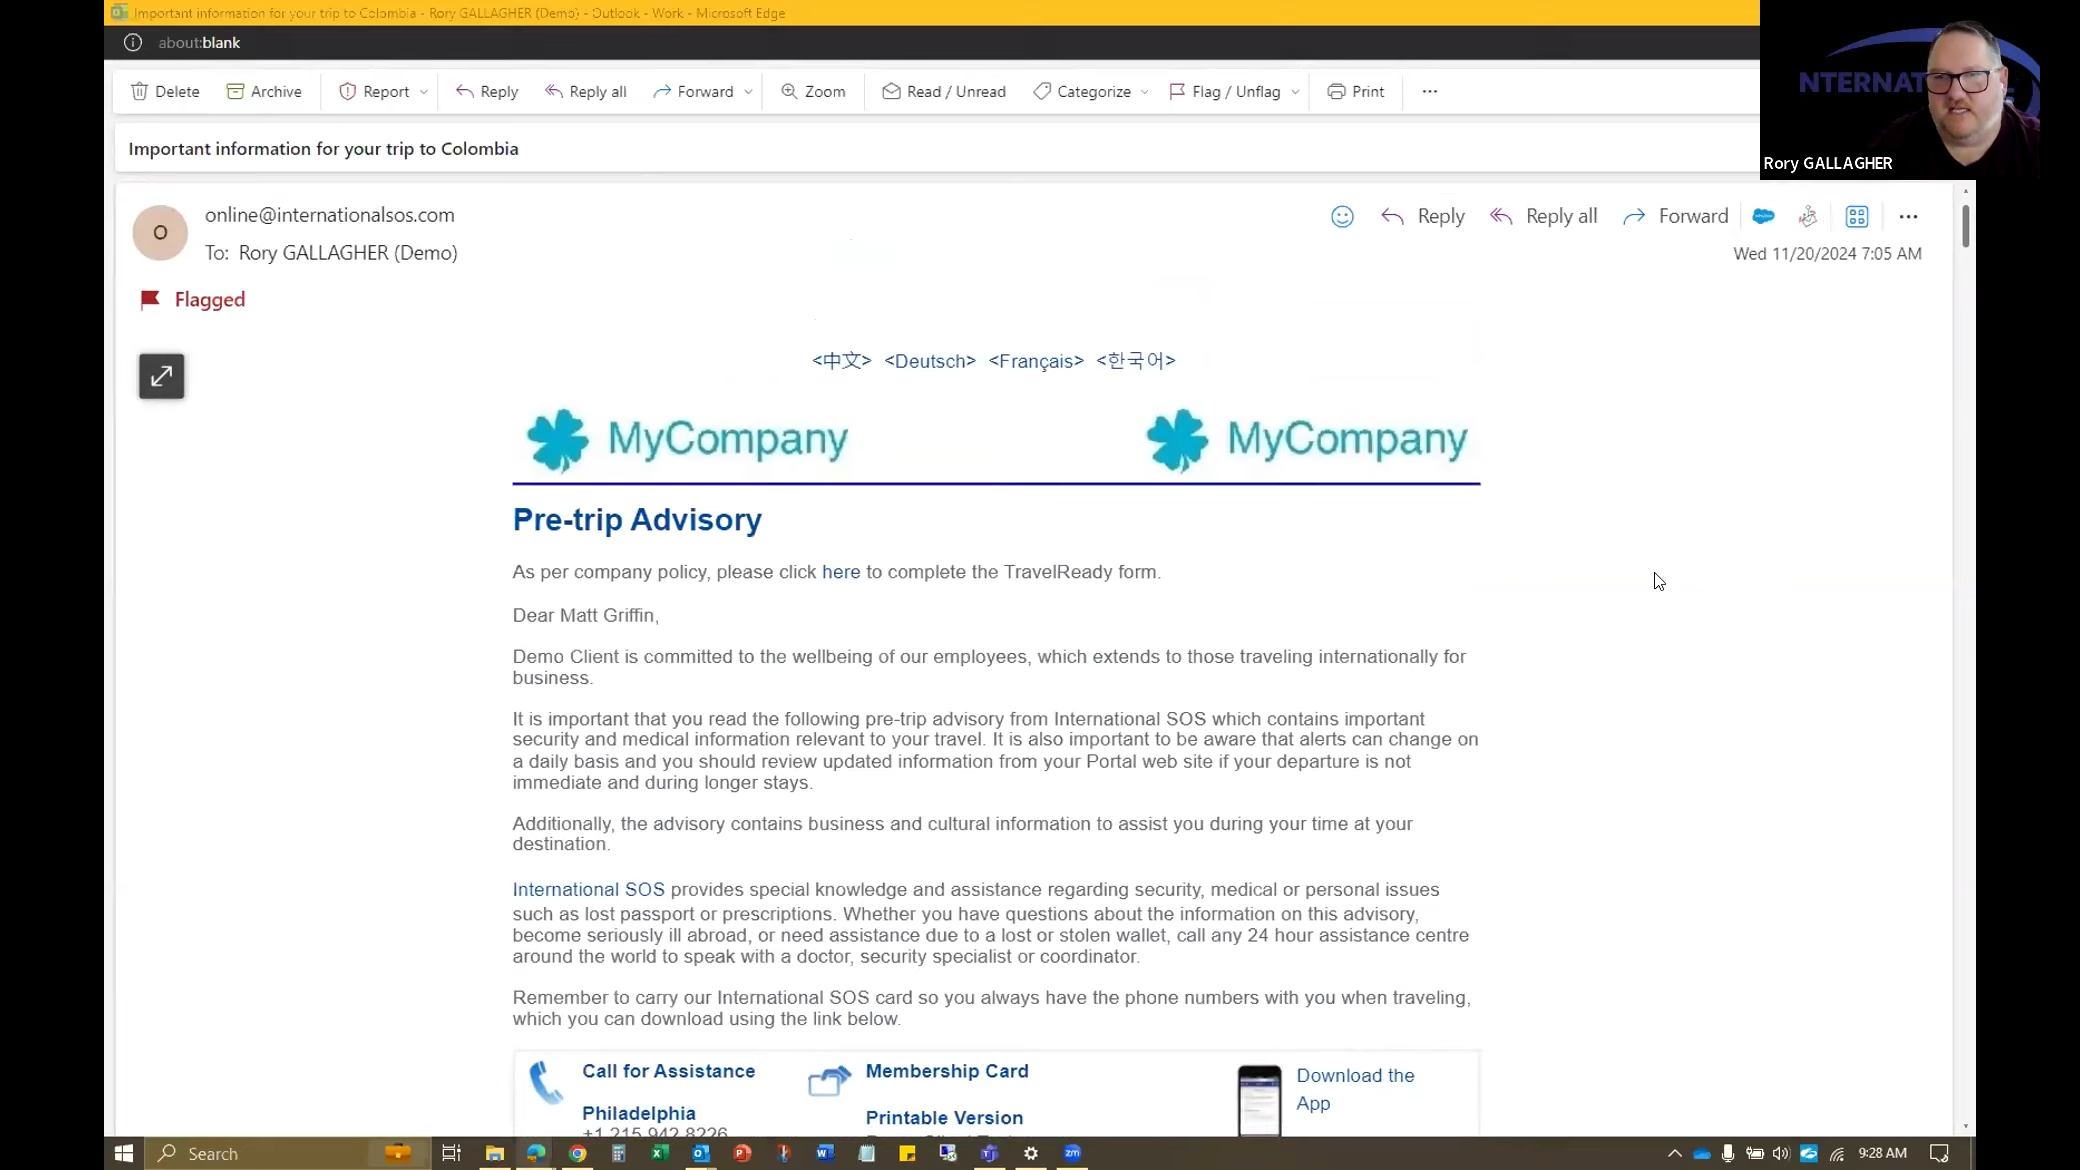 Important information for your trip to Colombia - Rory GALLAGHER (Demo) - Outlook - Work - Microsoft Edge
about:blank
Delete Archive Report Reply Reply all Forward Zoom Read / Unread Categorize Flag / Unflag Print
NTERNAT
Rory GALLAGHER
Important information for your trip to Colombia
O
online@internationalsos.com
Reply Reply all Forward
To: Rory GALLAGHER (Demo)
Wed 11/20/2024 7:05 AM
Flagged
<中文> <Deutsch> <Français> <한국어>
MyCompany MyCompany
Pre-trip Advisory
As per company policy, please click here to complete the TravelReady form.
Dear Matt Griffin,
Demo Client is committed to the wellbeing of our employees, which extends to those traveling internationally for
business.
It is important that you read the following pre-trip advisory from International SOS which contains important
security and medical information relevant to your travel. It is also important to be aware that alerts can change on
a daily basis and you should review updated information from your Portal web site if your departure is not
immediate and during longer stays.
Additionally, the advisory contains business and cultural information to assist you during your time at your
destination.
International SOS provides special knowledge and assistance regarding security, medical or personal issues
such as lost passport or prescriptions. Whether you have questions about the information on this advisory,
become seriously ill abroad, or need assistance due to a lost or stolen wallet, call any 24 hour assistance centre
around the world to speak with a doctor, security specialist or coordinator.
Remember to carry our International SOS card so you always have the phone numbers with you when traveling,
which you can download using the link below.
Call for Assistance Membership Card Download the
App
Philadelphia Printable Version
+1 215 942 8226
Search
9:28 AM